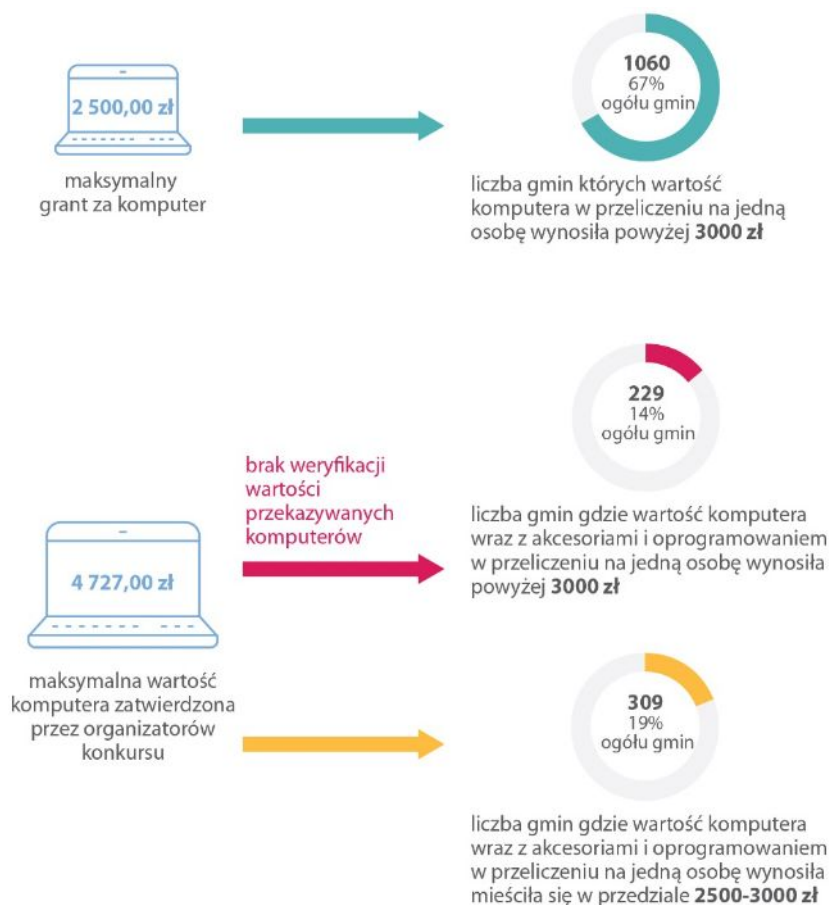 2 500,00 zł
maksymalny
grant za komputer
1060
67%
ogółu gmin
liczba gmin których wartość
komputera w przeliczeniu na jedną
osobę wynosiła powyżej 3000 zł
229
14%
ogółu gmin
brak weryfikacji
wartości
przekazywanych
komputerów
liczba gmin gdzie wartość komputera
wraz z akcesoriami i oprogramowaniem
w przeliczeniu na jedną osobę wynosiła
powyżej 3000 zł
4 727,00 zł
maksymalna wartość
komputera zatwierdzona
przez organizatorów
konkursu
309
19%
ogółu gmin
liczba gmin gdzie wartość komputera
wraz z akcesoriami i oprogramowaniem
w przeliczeniu na jedną osobę wynosiła
mieściła się w przedziale 2500-3000 zł